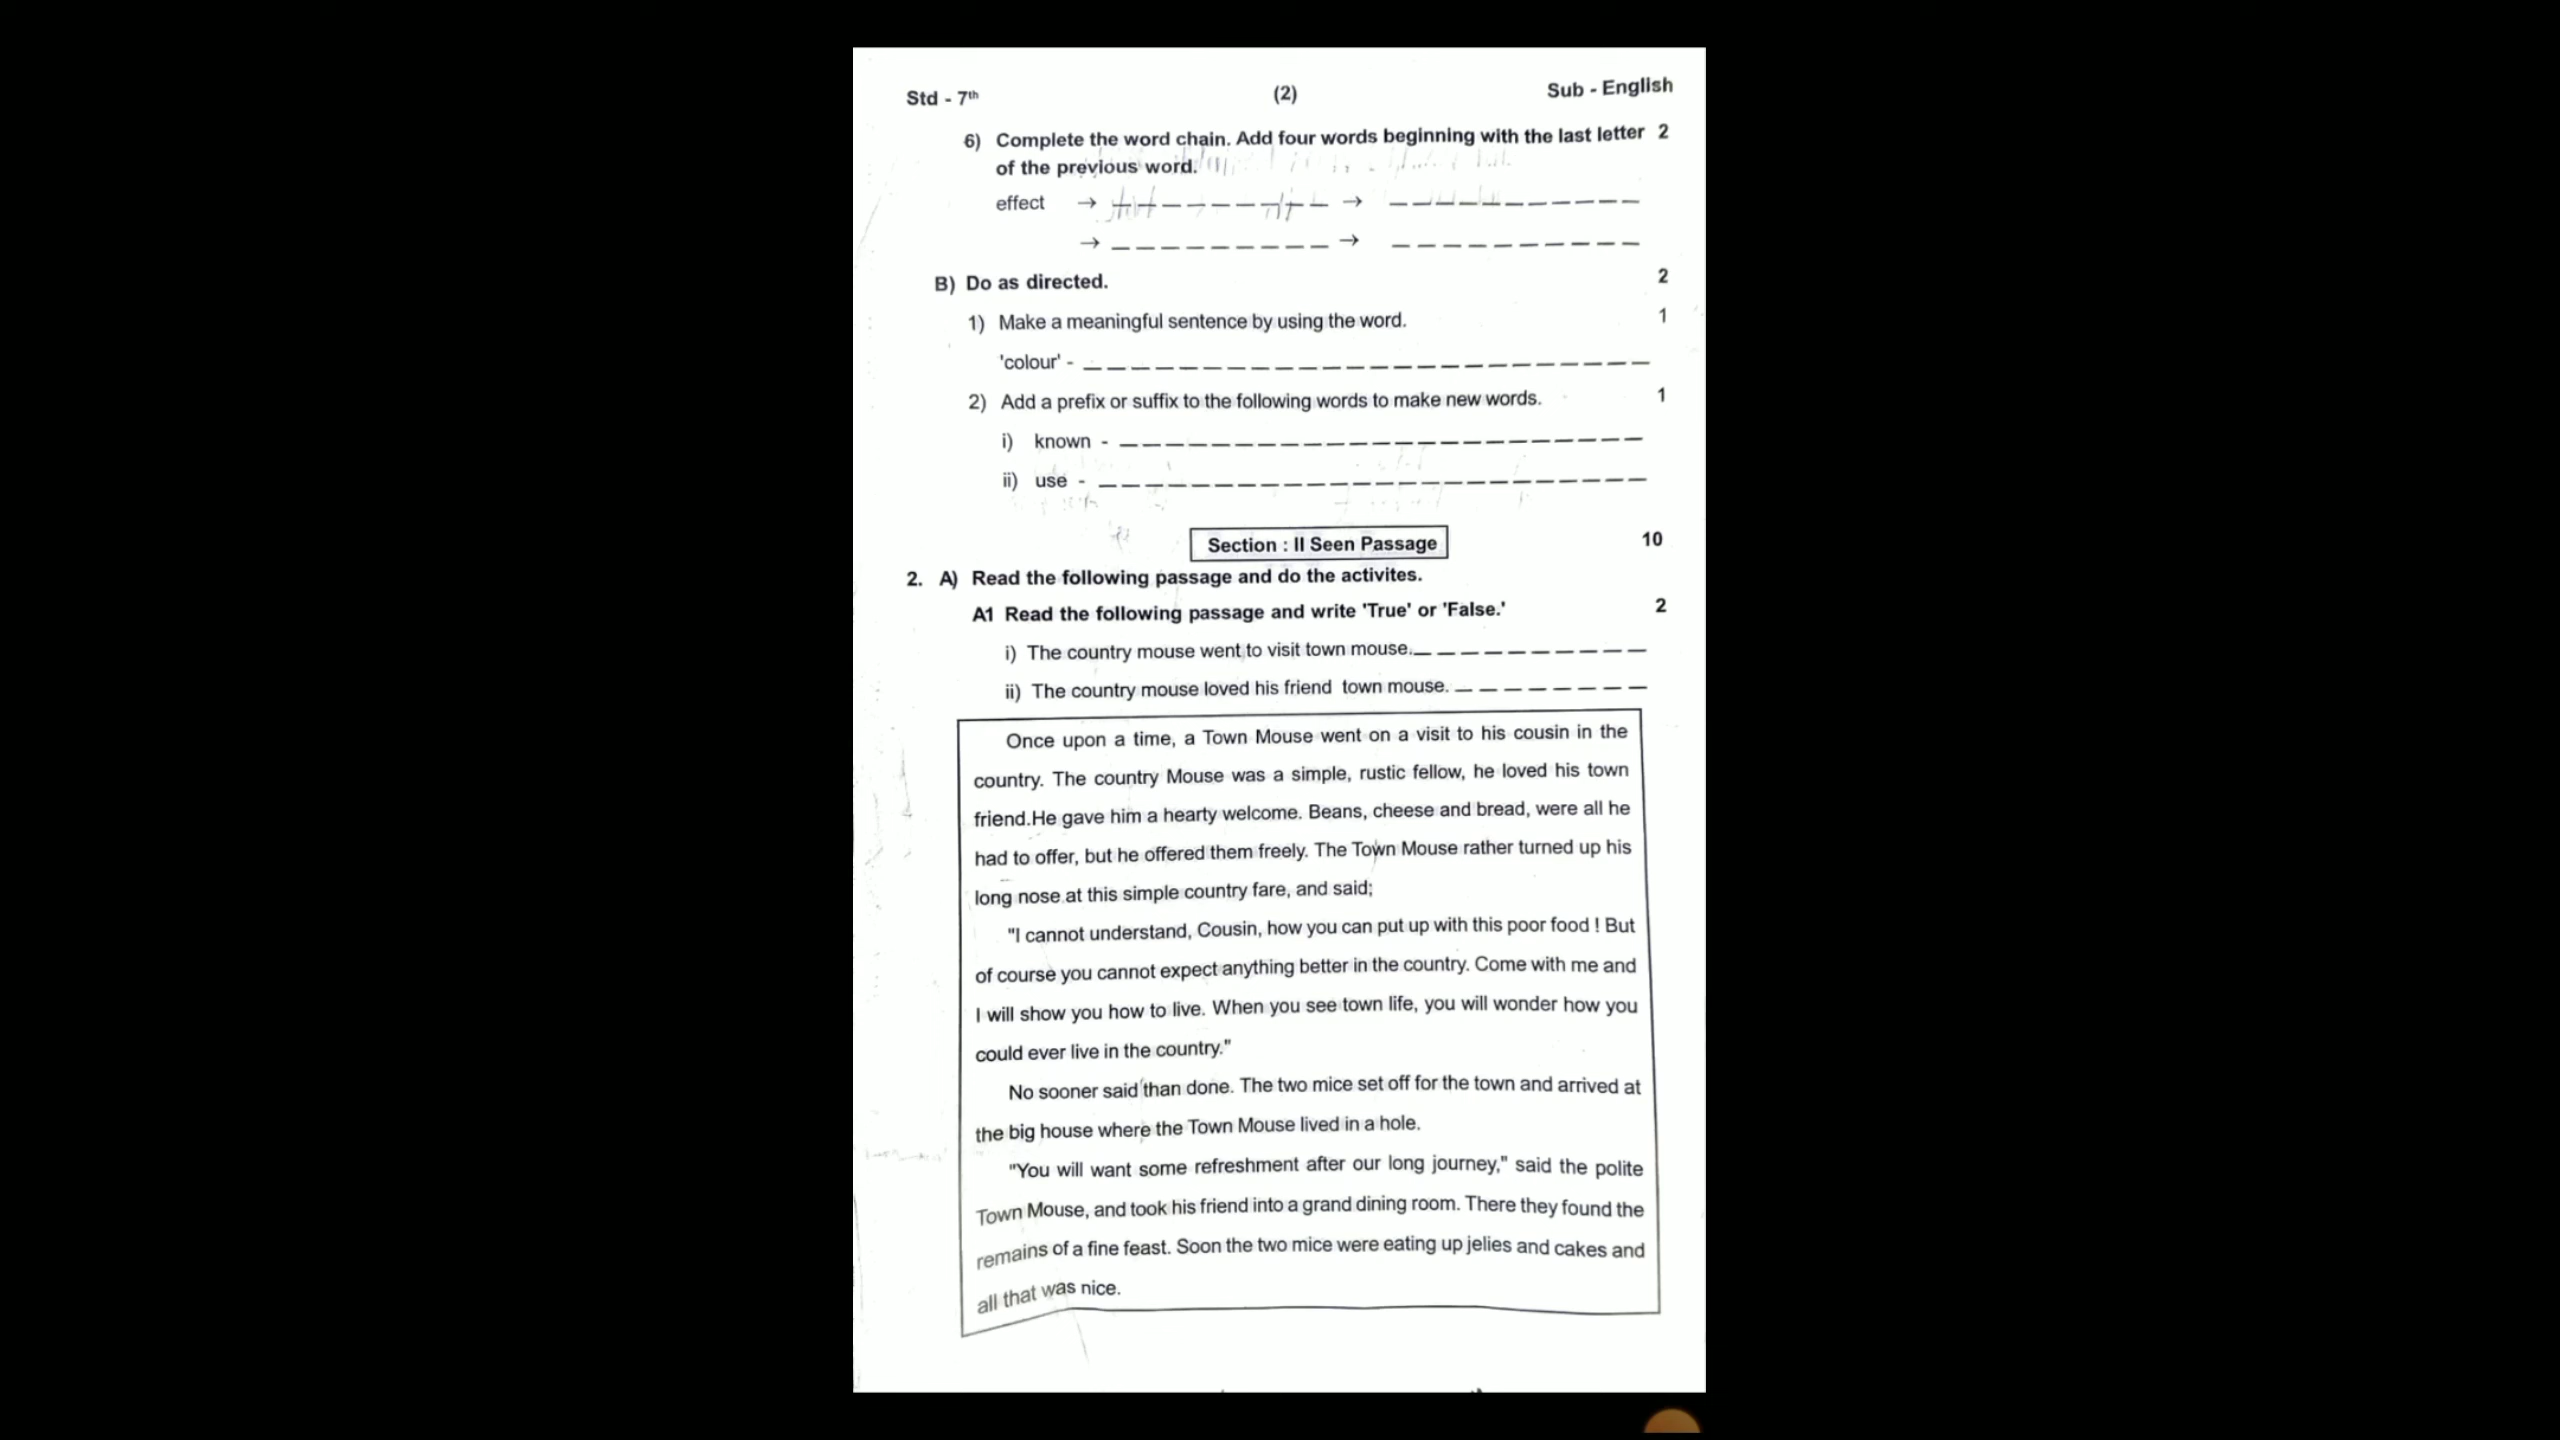 Std - 7th (2) Sub - English
6) Complete the word chain. Add four words beginning with the last letter 2
of the previous word.
effect → _ _ _ _ _ _ _ _ _ → _ _ _ _ _ _ _ _ _ _ _
→ _ _ _ _ _ _ _ _ _ → _ _ _ _ _ _ _ _ _ _
B) Do as directed. 2
1) Make a meaningful sentence by using the word. 1
'colour' - _ _ _ _ _ _ _ _ _ _ _ _ _ _ _ _ _ _ _ _ _ _ _ _
2) Add a prefix or suffix to the following words to make new words. 1
i) known - _ _ _ _ _ _ _ _ _ _ _ _ _ _ _ _ _ _ _ _ _ _ _
ii) use - _ _ _ _ _ _ _ _ _ _ _ _ _ _ _ _ _ _ _ _ _ _ _ _
Section : II Seen Passage 10
2. A) Read the following passage and do the activites.
A1 Read the following passage and write 'True' or 'False.' 2
i) The country mouse went to visit town mouse. _ _ _ _ _ _ _ _ _ _
ii) The country mouse loved his friend town mouse. _ _ _ _ _ _ _ _
Once upon a time, a Town Mouse went on a visit to his cousin in the
country. The country Mouse was a simple, rustic fellow, he loved his town
friend.He gave him a hearty welcome. Beans, cheese and bread, were all he
had to offer, but he offered them freely. The Town Mouse rather turned up his
long nose at this simple country fare, and said;
"I cannot understand, Cousin, how you can put up with this poor food ! But
of course you cannot expect anything better in the country. Come with me and
I will show you how to live. When you see town life, you will wonder how you
could ever live in the country."
No sooner said than done. The two mice set off for the town and arrived at
the big house where the Town Mouse lived in a hole.
"You will want some refreshment after our long journey," said the polite
Town Mouse, and took his friend into a grand dining room. There they found the
remains of a fine feast. Soon the two mice were eating up jelies and cakes and
all that was nice.